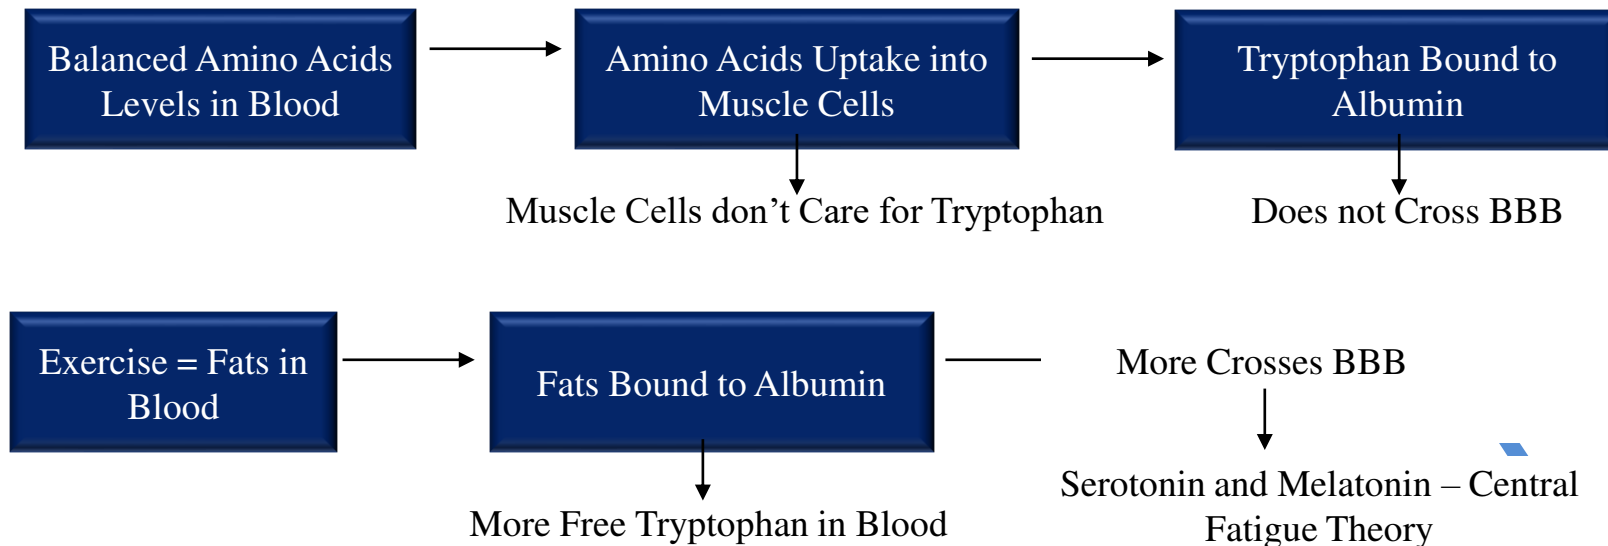 Balanced Amino Acids
Levels in Blood
Amino Acids Uptake into
Muscle Cells
Tryptophan Bound to
Albumin
Muscle Cells don’t Care for Tryptophan
Does not Cross BBB
Exercise = Fats in
Blood
Fats Bound to Albumin
More Crosses BBB
More Free Tryptophan in Blood
Serotonin and Melatonin – Central
Fatigue Theory